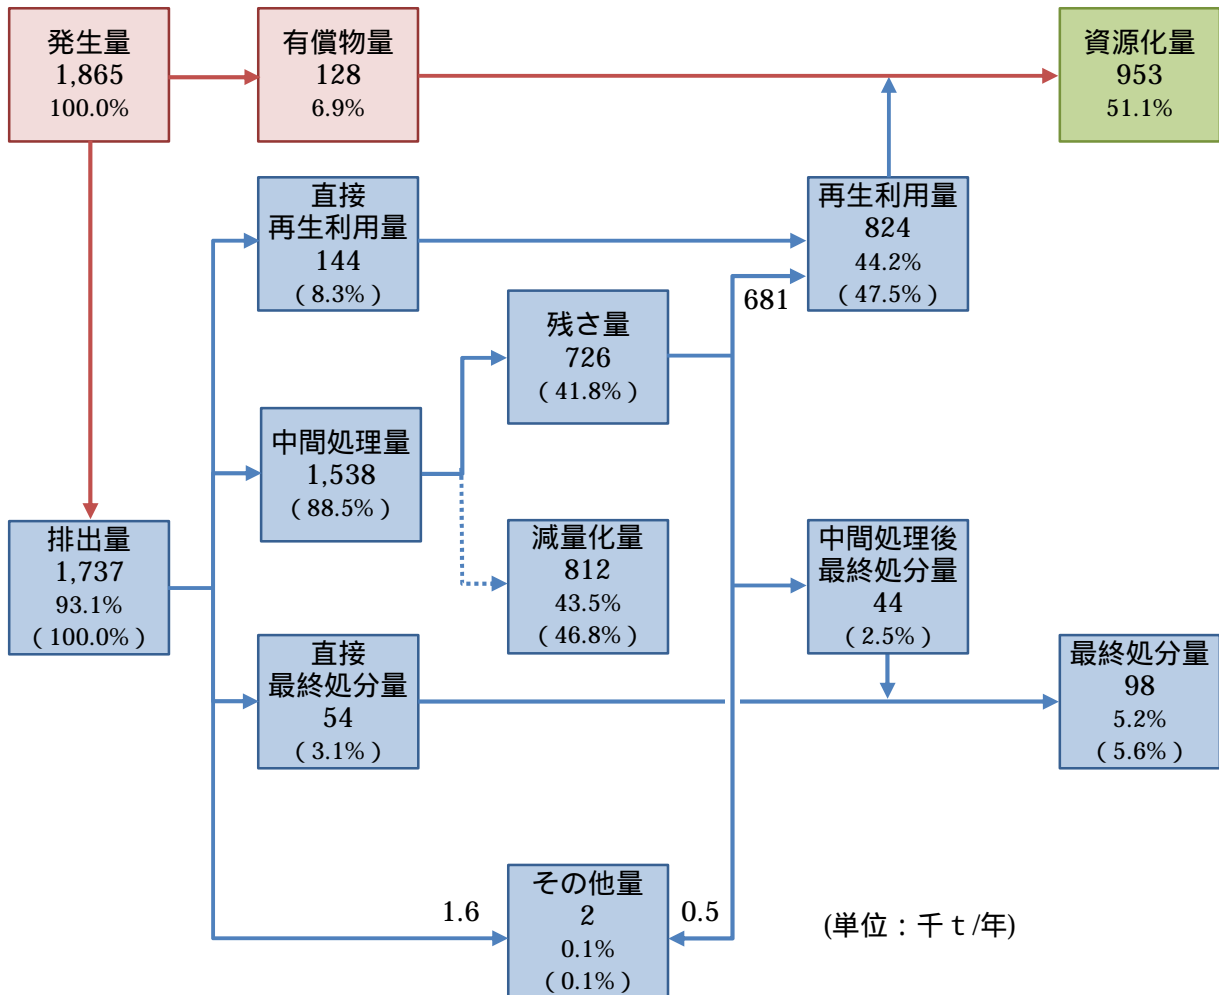 発生量
1,865
100.0%
有償物量
128
6.9%
資源化量
953
51.1%
直接
再生利用量
144
(8.3%)
再生利用量
824
44.2%
(47.5%)
681
残さ量
726
(41.8%)
中間処理量
1,538
(88.5%)
排出量
1,737
93.1%
(100.0%)
減量化量
812
43.5%
(46.8%)
中間処理後
最終処分量
44
(2.5%)
直接
最終処分量
54
(3.1%)
最終処分量
98
5.2%
(5.6%)
1.6
その他量
2
0.1%
(0.1%)
0.5
(単位:千t/年)